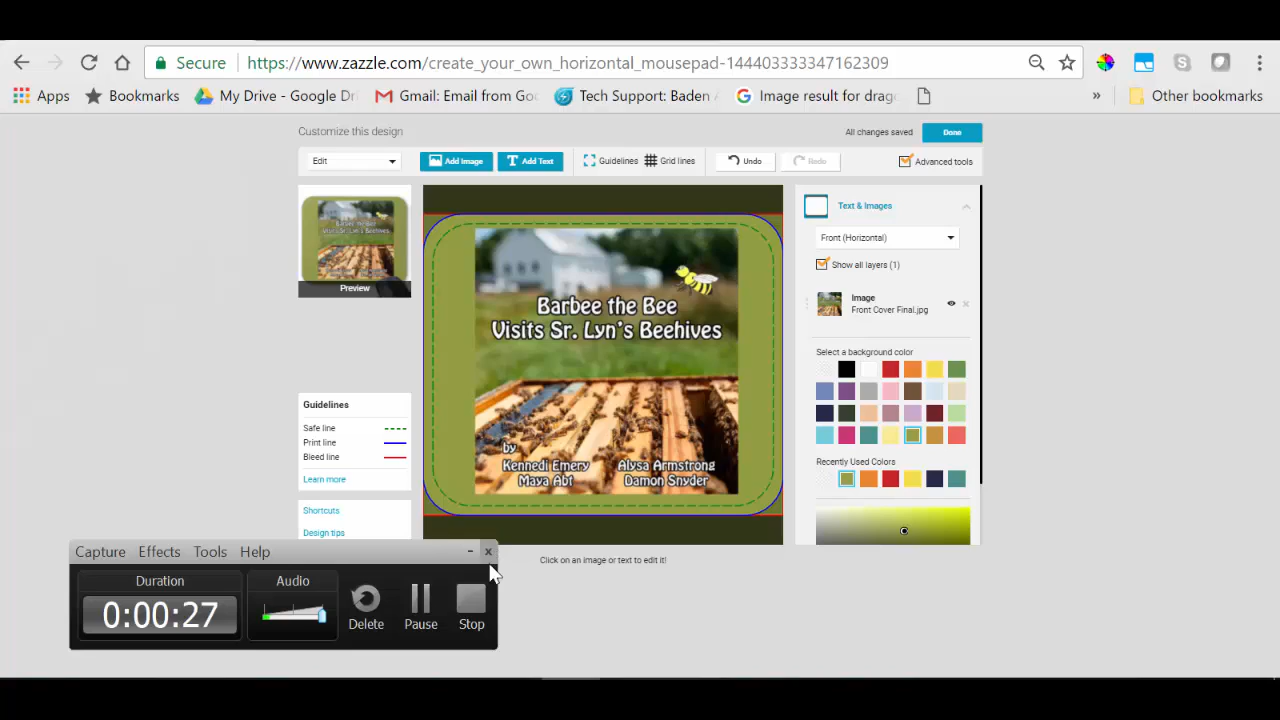 Secure https://www.zazzle.com/create_your_own_horizontal_mousepad-144403333347162309
Apps Bookmarks My Drive - Google Dr Gmail: Email from Goo Tech Support: Baden Image result for drag » Other bookmarks
Customize this design All changes saved Done
Edit Add Image T Add Text Guidelines Grid lines Undo Redo Advanced tools
Preview
Barbee the Bee
Visits Sr. Lyn's Beehives
by
Kennedi Emery Alysa Armstrong
Maya Abt Damon Snyder
Text & Images
Front (Horizontal)
Show all layers (1)
Image
Front Cover Final.jpg
Select a background color
Recently Used Colors
Guidelines
Safe line
Print line
Bleed line
Learn more
Shortcuts
Design tips
Click on an image or text to edit it!
Capture Effects Tools Help
Duration Audio
0:00:27
Delete Pause Stop